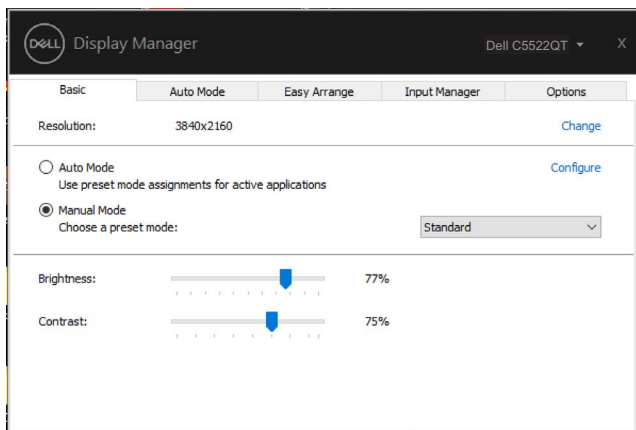 DELL Display Manager Dell C5522QT X
Basic Auto Mode Easy Arrange Input Manager Options
Resolution: 3840x2160 Change
Auto Mode Configure
Use preset mode assignments for active applications
Manual Mode
Choose a preset mode: Standard
Brightness: 77%
Contrast: 75%